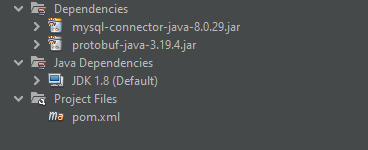 Dependencies
mysql-connector-java-8.0.29.jar
protobuf-java-3.19.4.jar
Java Dependencies
JDK 1.8 (Default)
Project Files
pom.xml